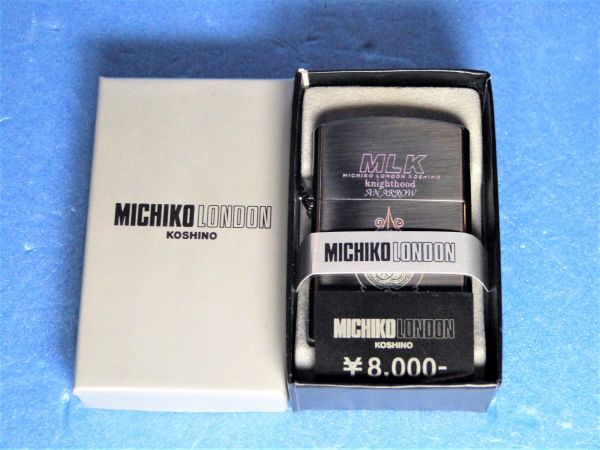 MICHIKO LONDON
KOSHINO
MLK
MICHIKO LONDON KOSHINO
knighthood
AN ARROW
MICHIKO LONDON
MICHIKO LONDON
KOSHINO
¥8.000-